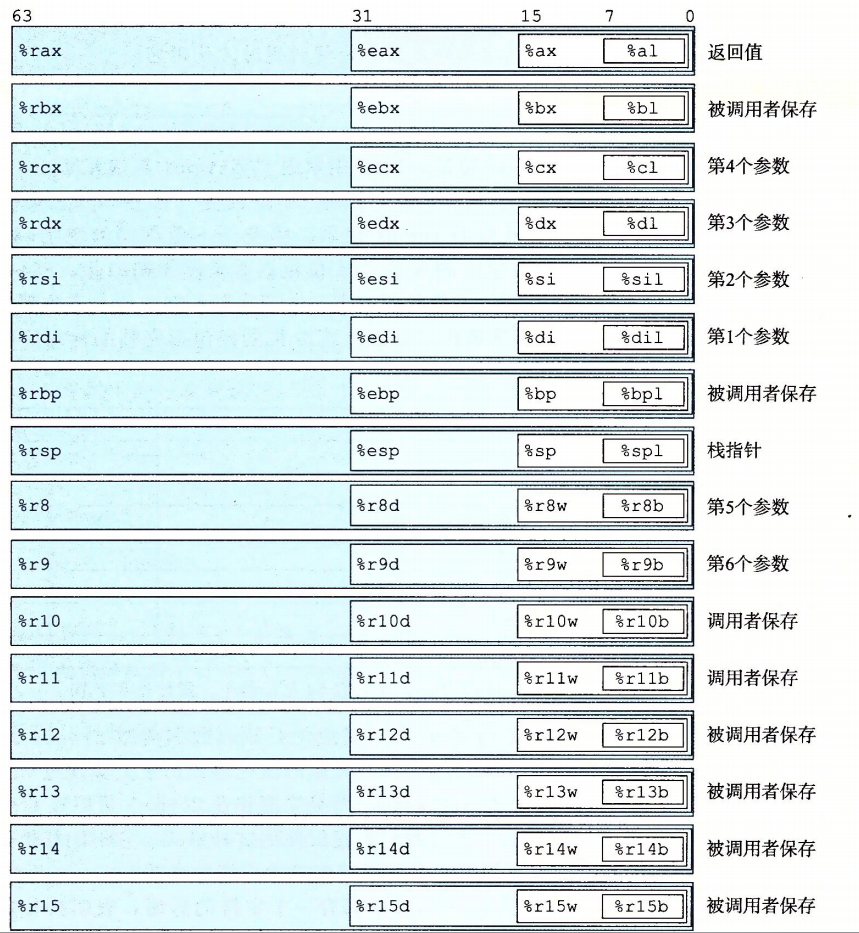 63 31 15 7 0
%rax %eax %ax %al 返回值
%rbx %ebx %bx %bl 被调用者保存
%rcx %ecx %cx %cl 第4个参数
%rdx %edx %dx %dl 第3个参数
%rsi %esi %si %sil 第2个参数
%rdi %edi %di %dil 第1个参数
%rbp %ebp %bp %bpl 被调用者保存
%rsp %esp %sp %spl 栈指针
%r8 %r8d %r8w %r8b 第5个参数
%r9 %r9d %r9w %r9b 第6个参数
%r10 %r10d %r10w %r10b 调用者保存
%r11 %r11d %r11w %r11b 调用者保存
%r12 %r12d %r12w %r12b 被调用者保存
%r13 %r13d %r13w %r13b 被调用者保存
%r14 %r14d %r14w %r14b 被调用者保存
%r15 %r15d %r15w %r15b 被调用者保存